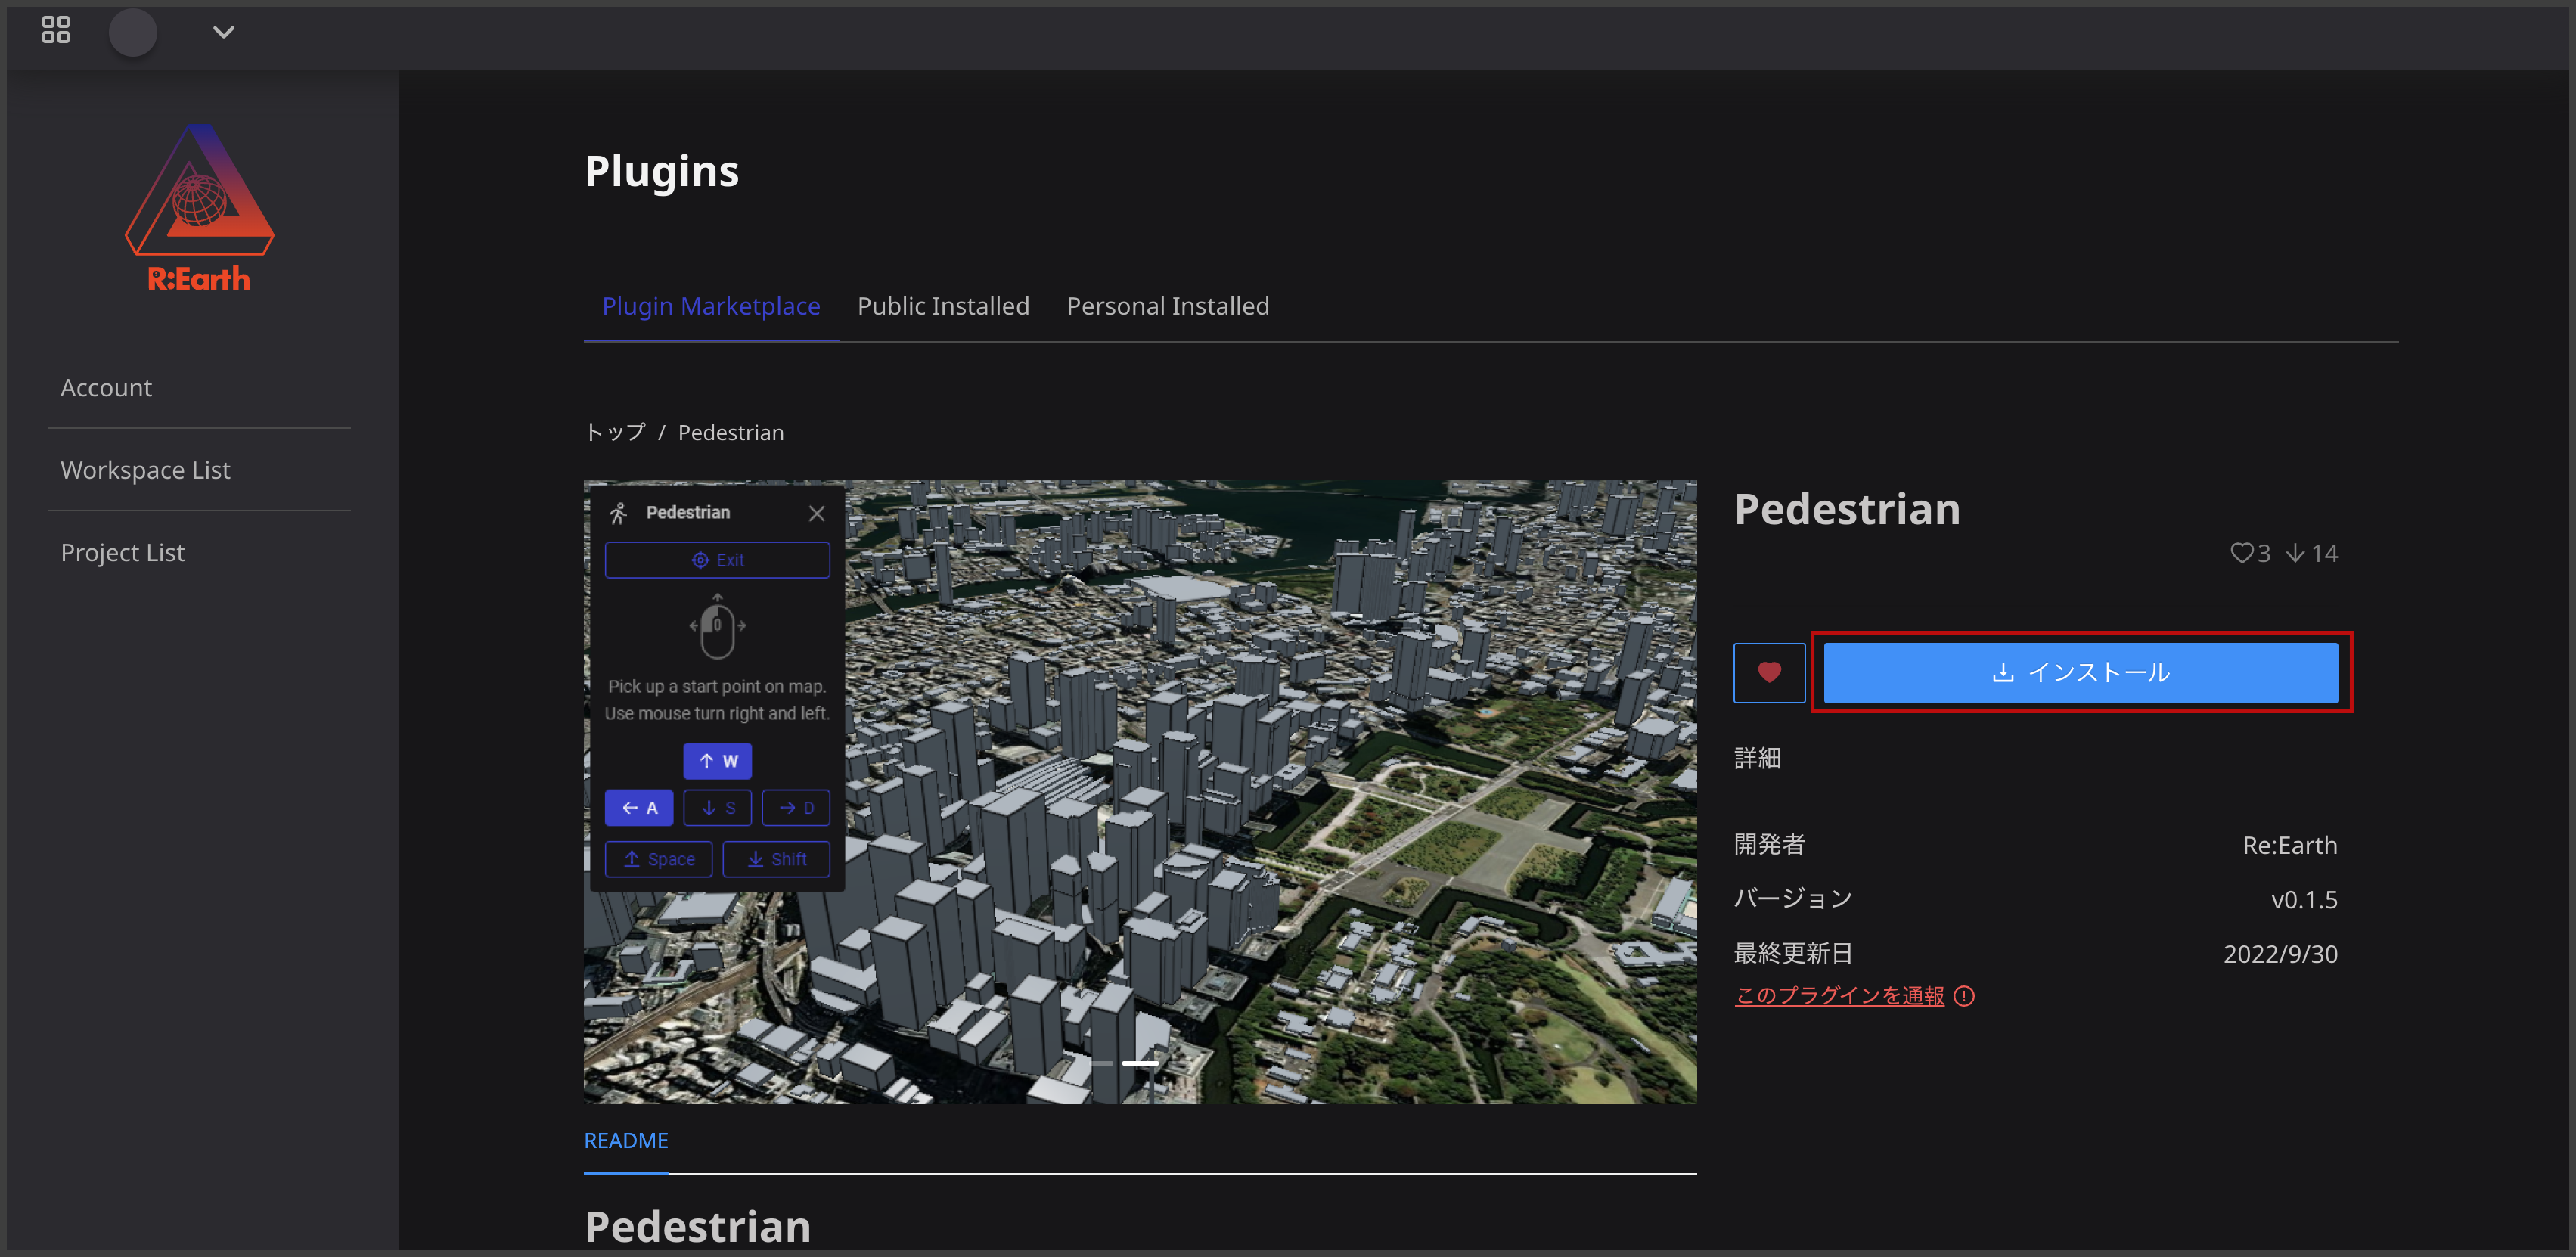 R:Earth
Account
Workspace List
Project List
Plugins
Plugin Marketplace
Public Installed
Personal Installed
トップ / Pedestrian
Pedestrian
Exit
Pick up a start point on map.
Use mouse turn right and left.
↑ W
← A
↓ S
→ D
Space
Shift
Pedestrian
3 ↓ 14
インストール
詳細
開発者 Re:Earth
バージョン v0.1.5
最終更新日 2022/9/30
このプラグインを通報
README
Pedestrian